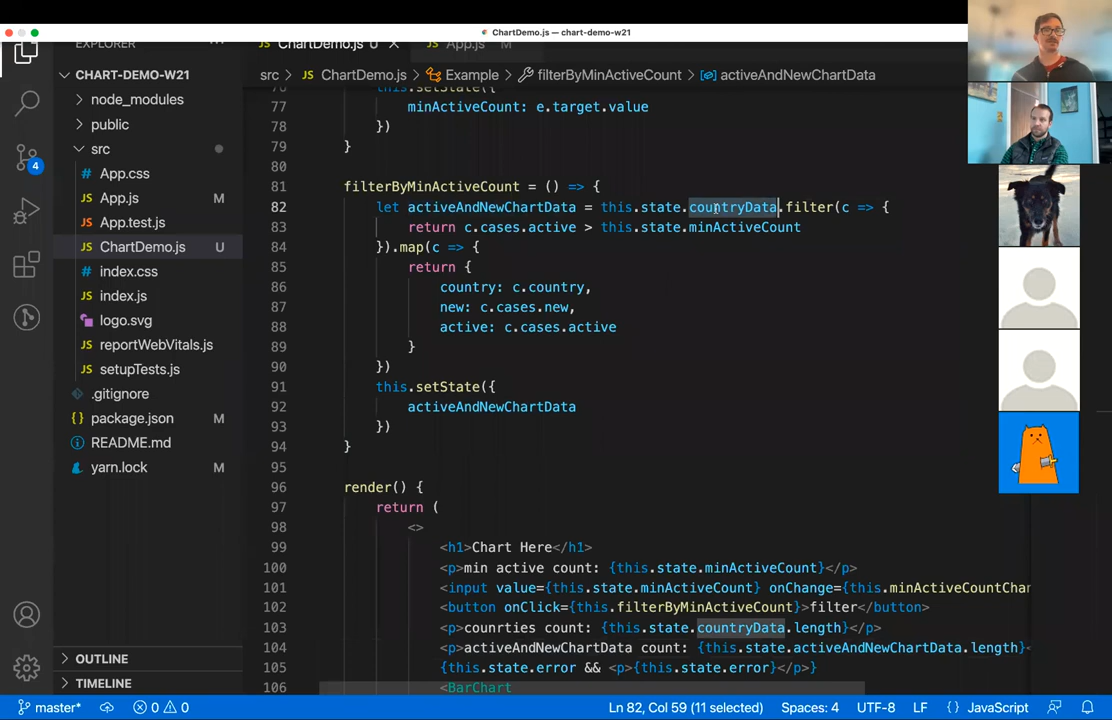 ChartDemo.js — chart-demo-w21
EXPLORER
ChartDemo.js U
App.js M
CHART-DEMO-W21
src > ChartDemo.js > Example > filterByMinActiveCount > activeAndNewChartData
node_modules
public
src
App.css
App.js M
App.test.js
ChartDemo.js U
index.css
index.js
logo.svg
reportWebVitals.js
setupTests.js
.gitignore
package.json M
README.md
yarn.lock M
OUTLINE
TIMELINE
4
76 this.setState({
77 minActiveCount: e.target.value
78 })
79 }
80
81 filterByMinActiveCount = () => {
82 let activeAndNewChartData = this.state.countryData.filter(c => {
83 return c.cases.active > this.state.minActiveCount
84 }).map(c => {
85 return {
86 country: c.country,
87 new: c.cases.new,
88 active: c.cases.active
89 }
90 })
91 this.setState({
92 activeAndNewChartData
93 })
94 }
95
96 render() {
97 return (
98 <>
99 <h1>Chart Here</h1>
100 <p>min active count: {this.state.minActiveCount}</p>
101 <input value={this.state.minActiveCount} onChange={this.minActiveCountChan
102 <button onClick={this.filterByMinActiveCount}>filter</button>
103 <p>counrties count: {this.state.countryData.length}</p>
104 <p>activeAndNewChartData count: {this.state.activeAndNewChartData.length}<
105 {this.state.error && <p>{this.state.error}</p>}
106 <BarChart
master* 0 0 Ln 82, Col 59 (11 selected) Spaces: 4 UTF-8 LF {} JavaScript